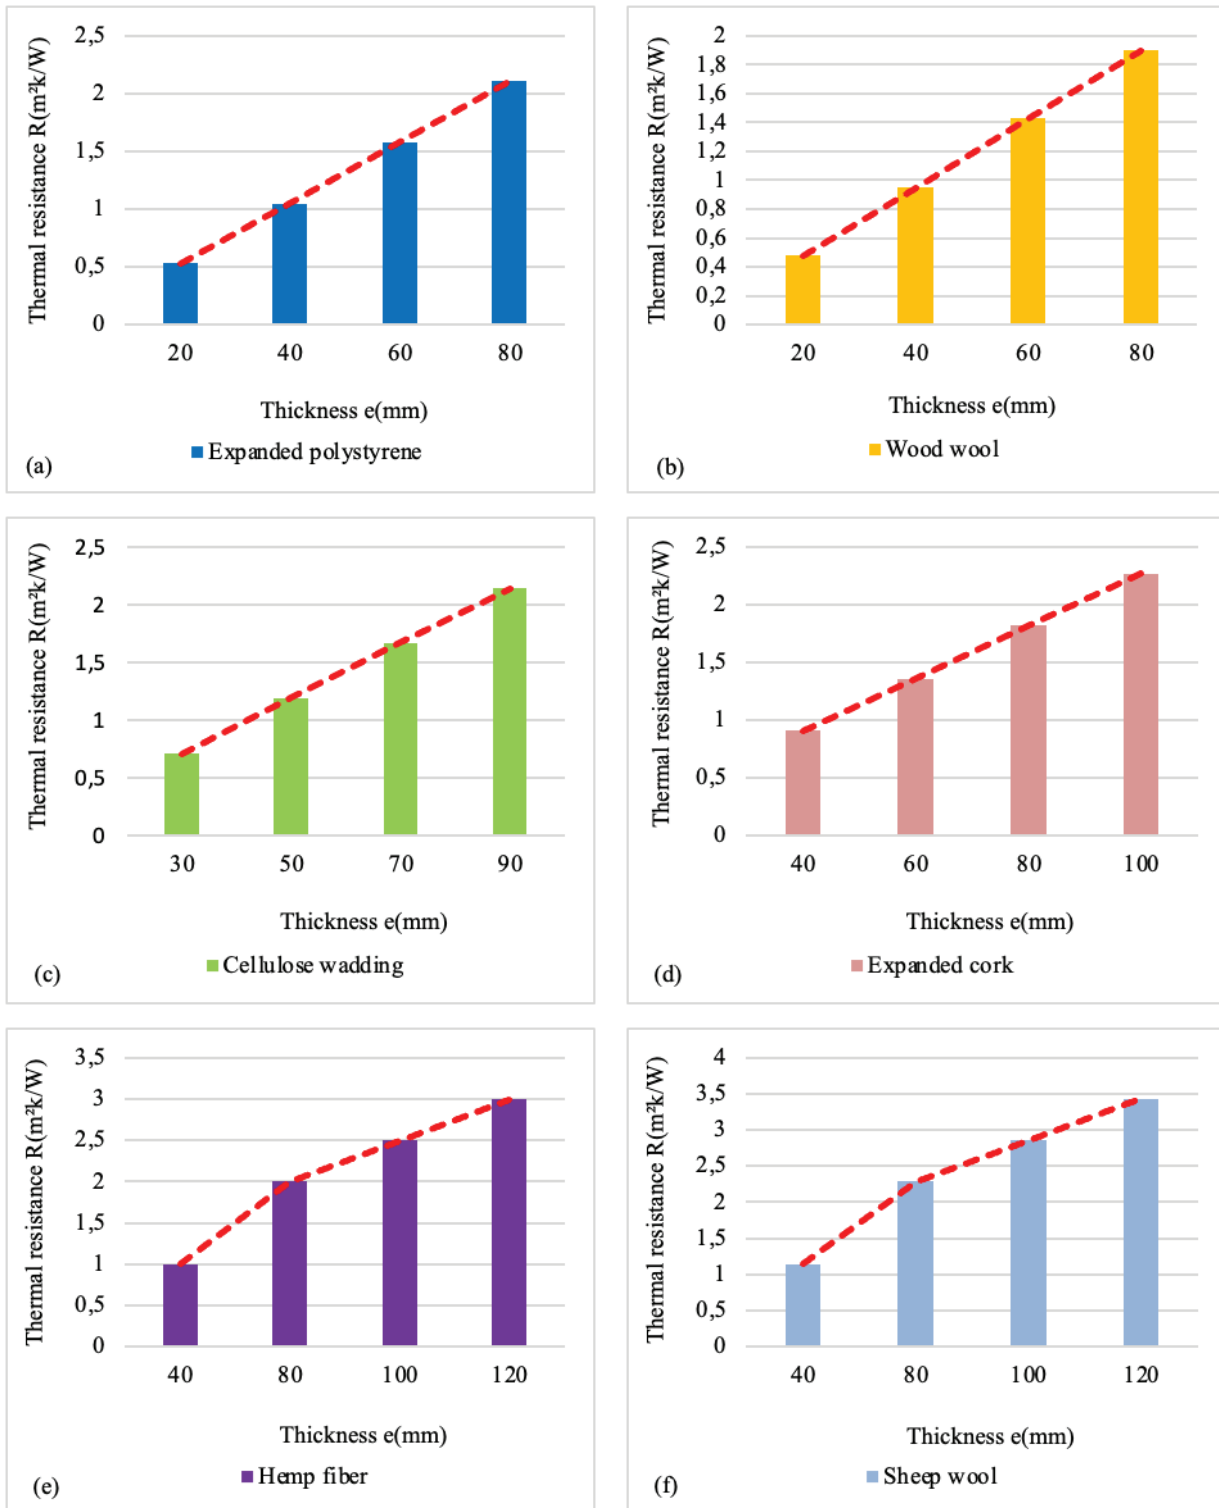 Thermal resistance R(m²k/W)
2,5
2
1,5
1
0,5
0
20 40 60 80
Thickness e(mm)
Expanded polystyrene
(a)
Thermal resistance R(m²k/W)
2
1,8
1,6
1,4
1,2
1
0,8
0,6
0,4
0,2
0
20 40 60 80
Thickness e(mm)
Wood wool
(b)
Thermal resistance R(m²k/W)
2,5
2
1,5
1
0,5
0
30 50 70 90
Thickness e(mm)
Cellulose wadding
(c)
Thermal resistance R(m²k/W)
2,5
2
1,5
1
0,5
0
40 60 80 100
Thickness e(mm)
Expanded cork
(d)
Thermal resistance R(m²k/W)
3,5
3
2,5
2
1,5
1
0,5
0
40 80 100 120
Thickness e(mm)
Hemp fiber
(e)
Thermal resistance R(m²k/W)
4
3,5
3
2,5
2
1,5
1
0,5
0
40 80 100 120
Thickness e(mm)
Sheep wool
(f)